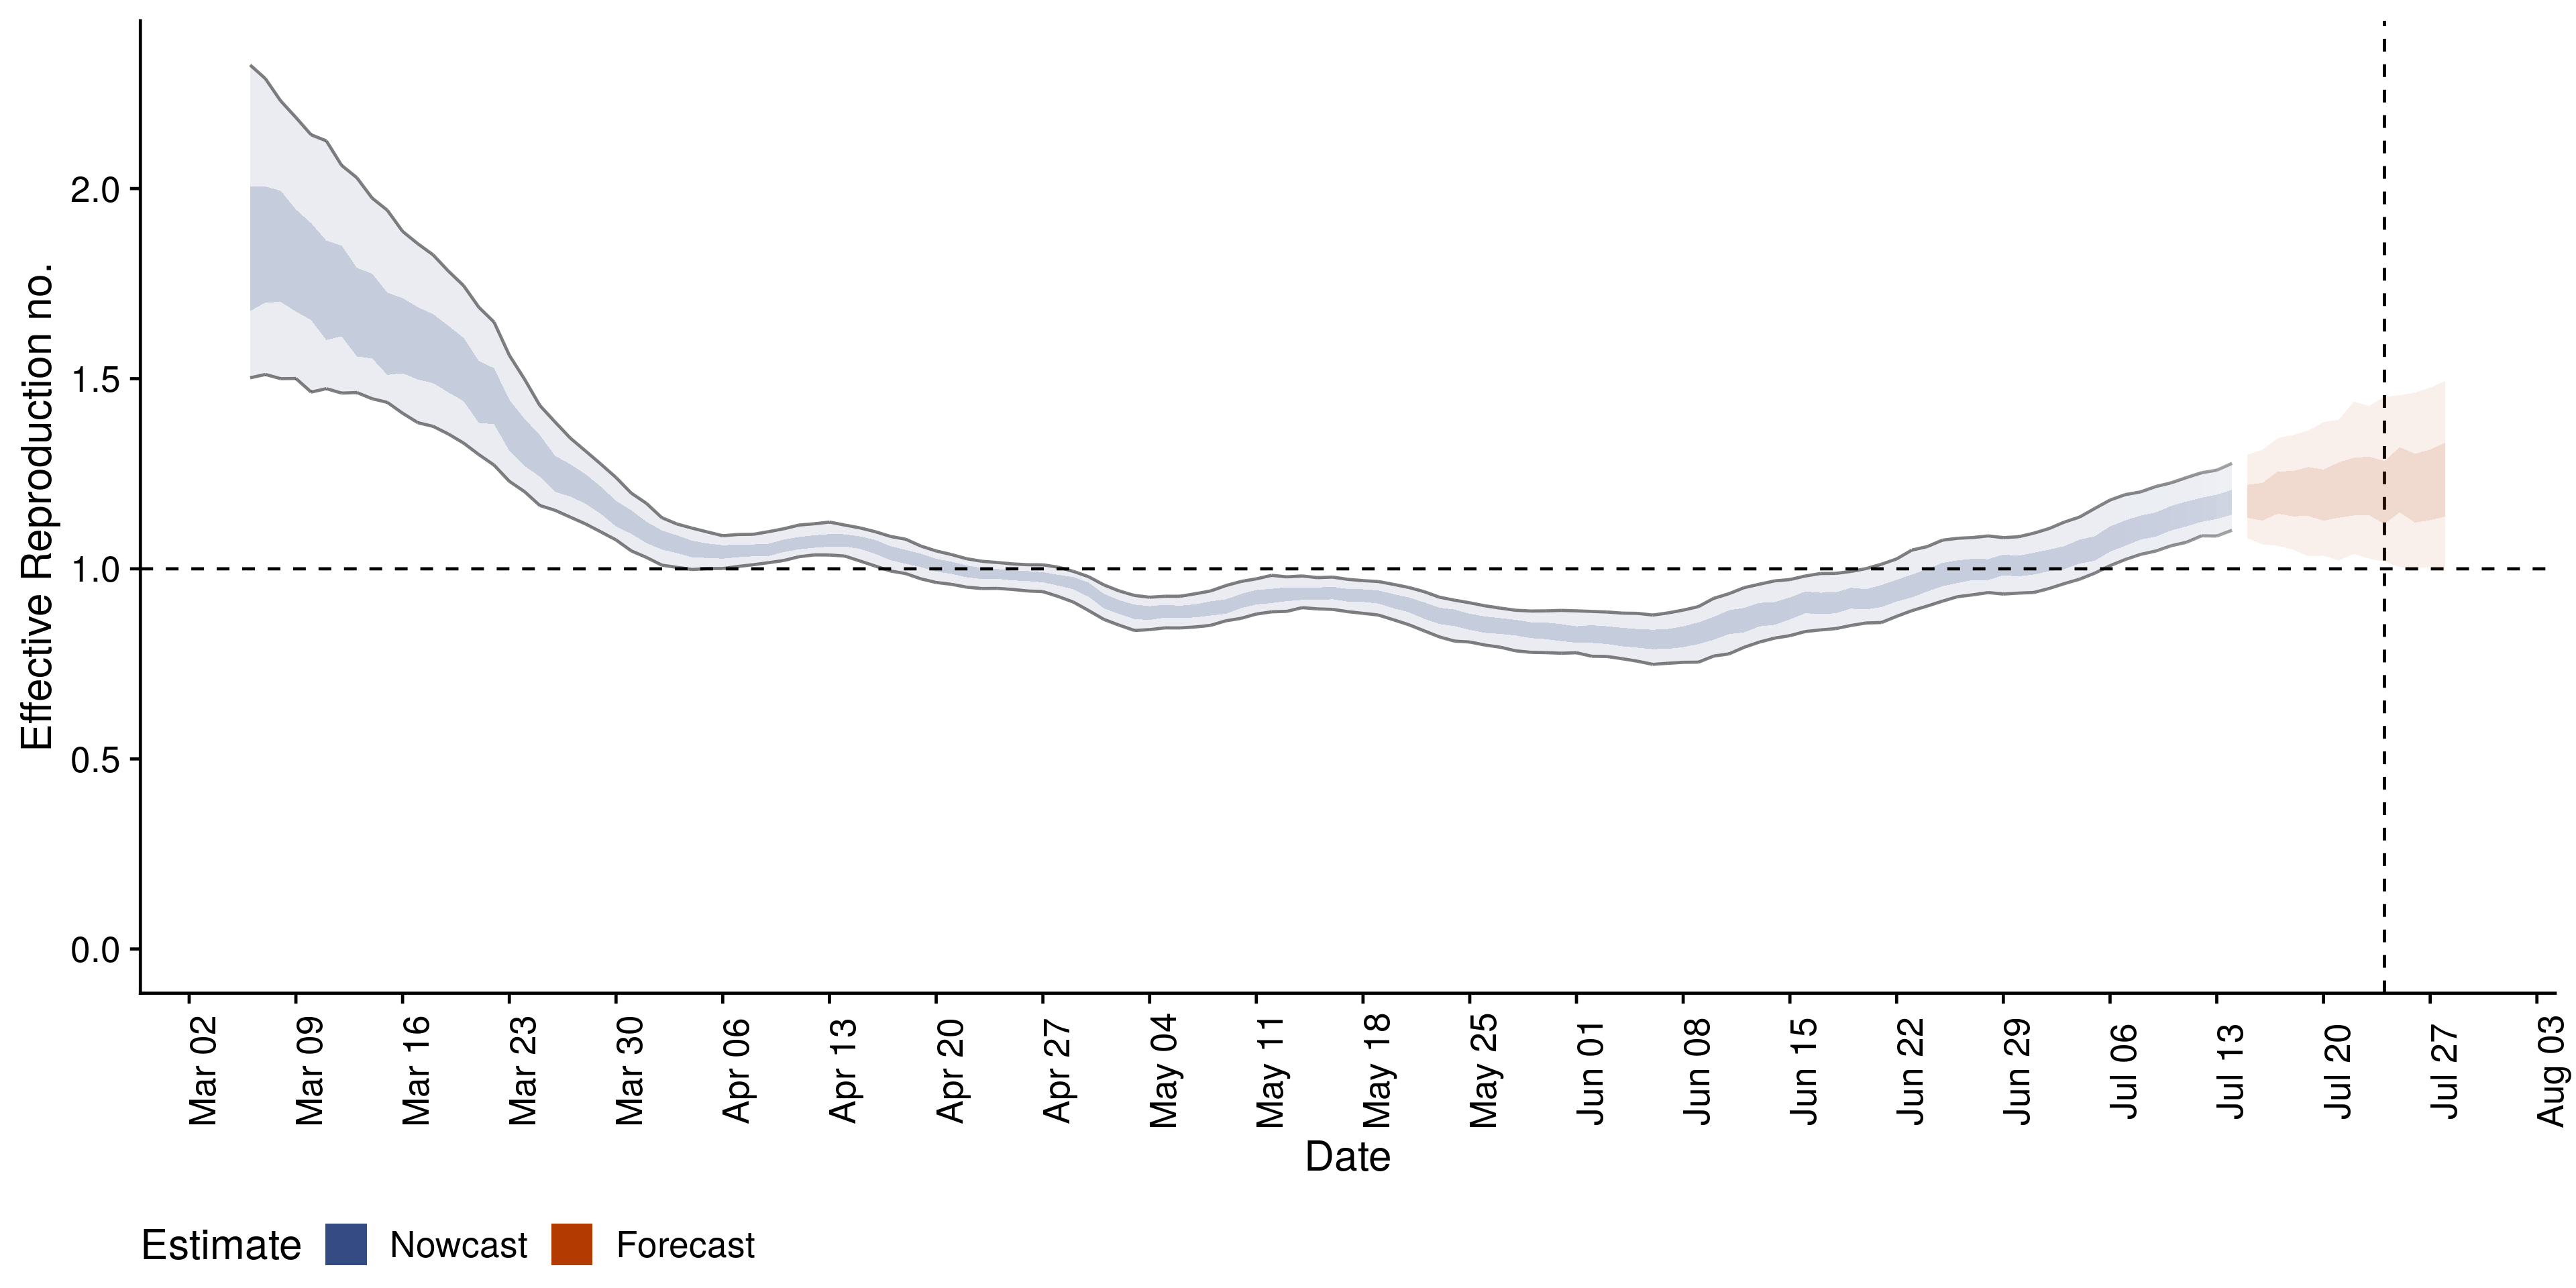 Effective Reproduction no.
2.0
1.5
1.0
0.5
0.0
Mar 02
Mar 09
Mar 16
Mar 23
Mar 30
Apr 06
Apr 13
Apr 20
Apr 27
May 04
May 11
May 18
May 25
Jun 01
Jun 08
Jun 15
Jun 22
Jun 29
Jul 06
Jul 13
Jul 20
Jul 27
Aug 03
Date
Estimate Nowcast Forecast